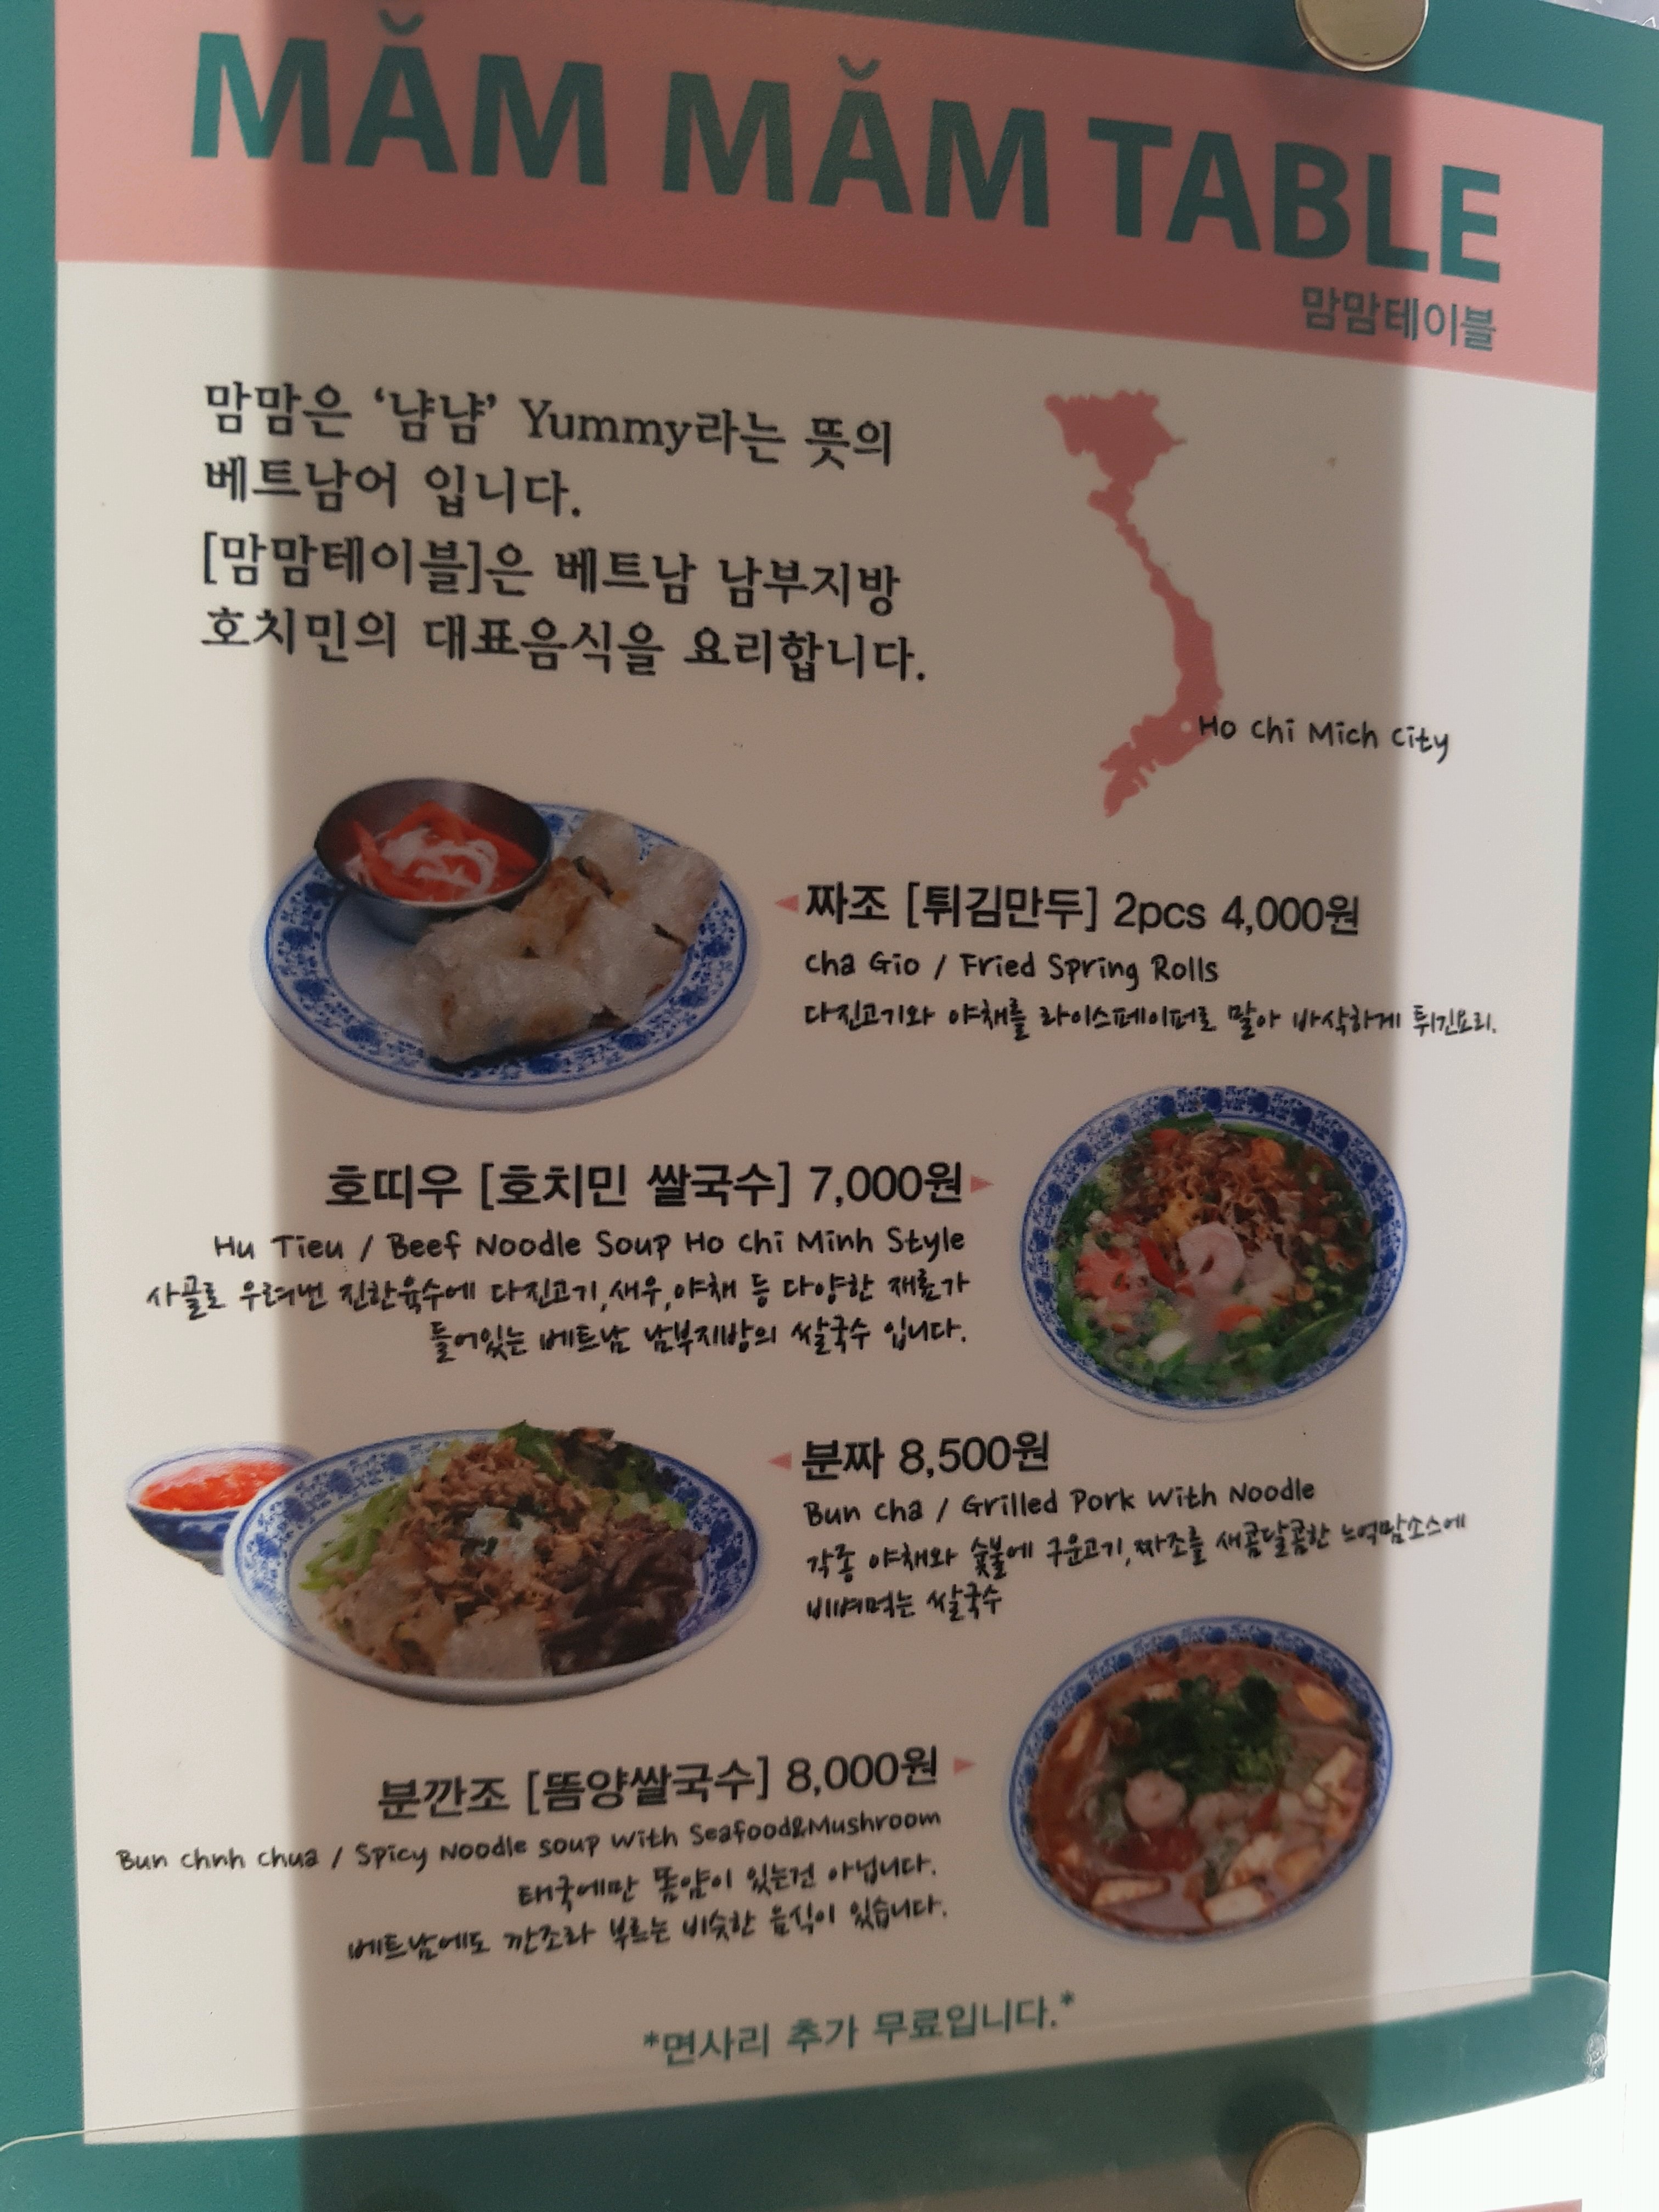 MĂM MĂM TABLE
맘맘테이블
맘맘은 ‘냠냠’ Yummy라는 뜻의
베트남어 입니다.
[맘맘테이블]은 베트남 남부지방
호치민의 대표음식을 요리합니다.
Ho Chi Mich City
짜조 [튀김만두] 2pcs 4,000원
Cha Gio / Fried Spring Rolls
다진고기와 야채를 라이스페이퍼로 말아 바삭하게 튀긴요리.
호띠우 [호치민 쌀국수] 7,000원
Hu Tieu / Beef Noodle Soup Ho Chi Minh Style
사골로 우려낸 진한육수에 다진고기,새우,야채 등 다양한 재료가
들어있는 베트남 남부지방의 쌀국수 입니다.
분짜 8,500원
Bun Cha / Grilled Pork With Noodle
각종 야채와 숯불에 구운고기,짜조를 새콤달콤한 느억맘소스에
비벼먹는 쌀국수
분깐조 [똠양쌀국수] 8,000원
Bun Chnh Chua / Spicy Noodle Soup With Seafood&Mushroom
태국에만 똠얌이 있는건 아닙니다.
베트남에도 깐조라 부르는 비슷한 음식이 있습니다.
*면사리 추가 무료입니다.*